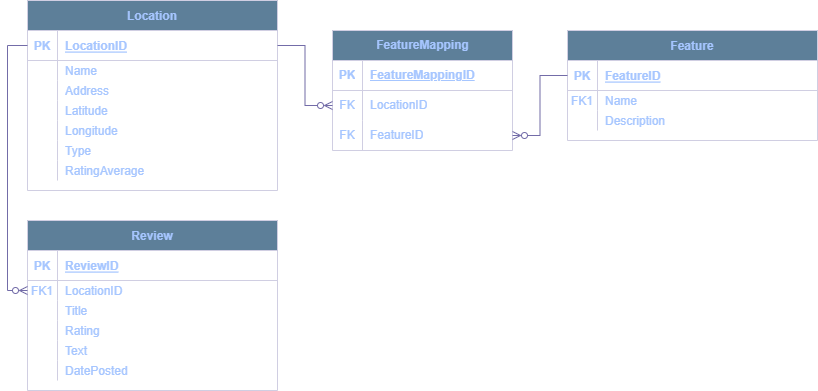 Location
PK LocationID
Name
Address
Latitude
Longitude
Type
RatingAverage
FeatureMapping
PK FeatureMappingID
FK LocationID
FK FeatureID
Feature
PK FeatureID
FK1 Name
Description
Review
PK ReviewID
FK1 LocationID
Title
Rating
Text
DatePosted